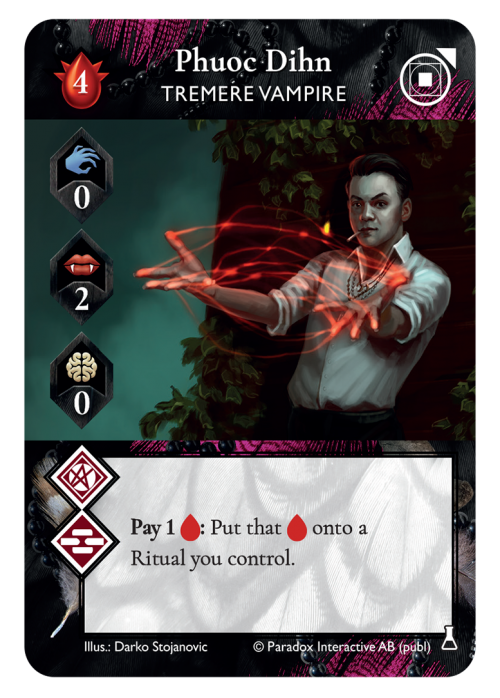 4
Phuoc Dihn
TREMERE VAMPIRE
0
2
0
Pay 1 : Put that onto a
Ritual you control.
Illus.: Darko Stojanovic © Paradox Interactive AB (publ)